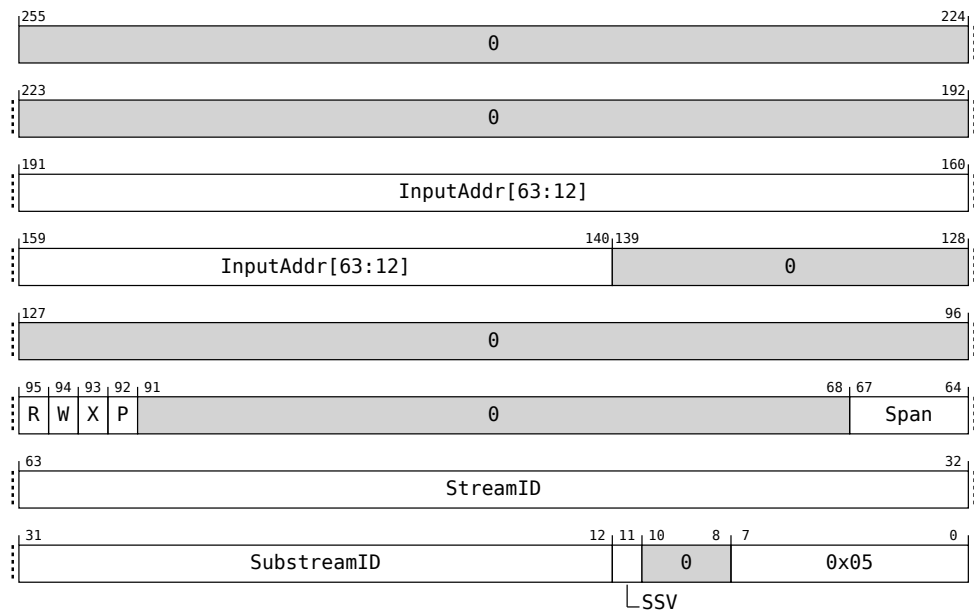 255 224
0
223 192
0
191 160
InputAddr[63:12]
159 140 139 128
InputAddr[63:12] 0
127 96
0
95 94 93 92 91 68 67 64
R W X P 0 Span
63 32
StreamID
31 12 11 10 8 7 0
SubstreamID 0 0x05
SSV